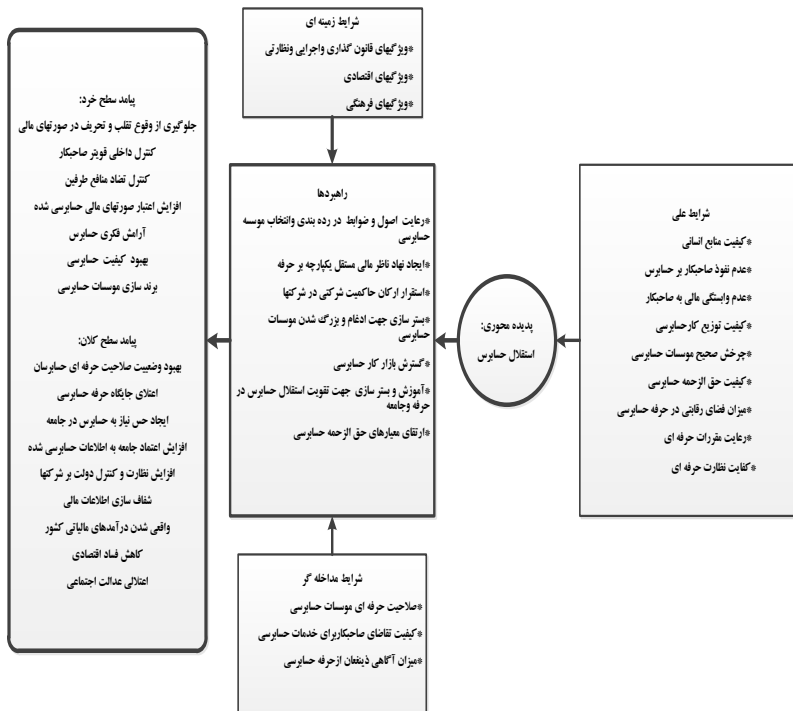 شرایط زمینه ای
*ویژگیهای قانون گذاری واجرایی ونظارتی
*ویژگیهای اقتصادی
*ویژگیهای فرهنگی
شرایط علی
*کیفیت منابع انسانی
*عدم نفوذ صاحبکار بر حسابرس
*عدم وابستگی مالی به صاحبکار
*کیفیت توزیع کارحسابرسی
*چرخش صحیح موسسات حسابرسی
*کیفیت حق الزحمه حسابرسی
*میزان فضای رقابتی در حرفه حسابرسی
*رعایت مقررات حرفه ای
*کفایت نظارت حرفه ای
پدیده محوری:
استقلال حسابرس
راهبردها
*رعایت اصول و ضوابط در رده بندی وانتخاب موسسه
حسابرسی
*ایجاد نهاد ناظر مالی مستقل یکپارچه بر حرفه
*استقرار ارکان حاکمیت شرکتی در شرکتها
*بستر سازی جهت ادغام و بزرگ شدن موسسات
حسابرسی
*گسترش بازار کار حسابرسی
*آموزش و بستر سازی جهت تقویت استقلال حسابرس در
حرفه وجامعه
*ارتقای معیارهای حق الزحمه حسابرسی
شرایط مداخله گر
*صلاحیت حرفه ای موسسات حسابرسی
*کیفیت تقاضای صاحبکاربرای خدمات حسابرسی
*میزان آگاهی ذینفعان ازحرفه حسابرسی
پیامد سطح خرد:
جلوگیری از وقوع تقلب و تحریف در صورتهای مالی
کنترل داخلی قویتر صاحبکار
کنترل تضاد منافع طرفین
افزایش اعتبار صورتهای مالی حسابرسی شده
آرامش فکری حسابرس
بهبود کیفیت حسابرسی
برند سازی موسسات حسابرسی
پیامد سطح کلان:
بهبود وضعییت صلاحیت حرفه ای حسابرسان
اعتلای جایگاه حرفه حسابرسی
ایجاد حس نیاز به حسابرس در جامعه
افزایش اعتماد جامعه به اطلاعات حسابرسی شده
افزایش نظارت و کنترل دولت بر شرکتها
شفاف سازی اطلاعات مالی
واقعی شدن درآمدهای مالیاتی کشور
کاهش فساد اقتصادی
اعتلالی عدالت اجتماعی